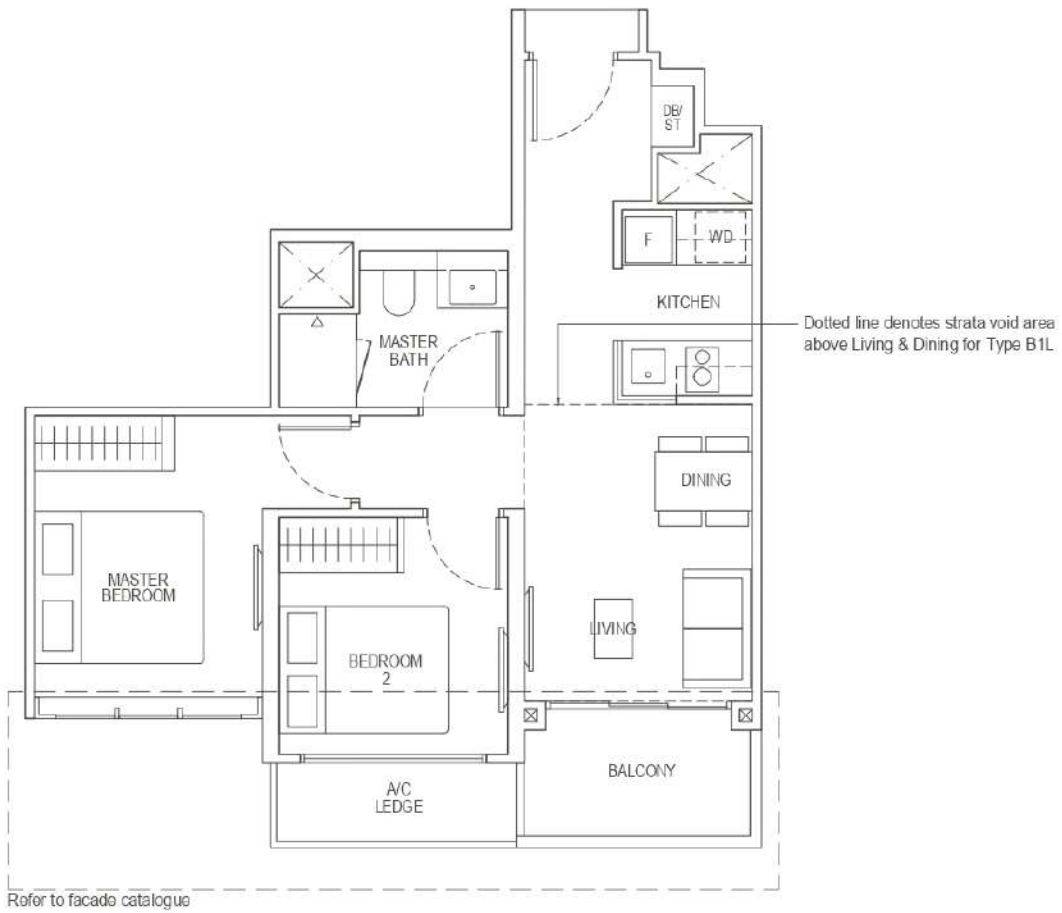 DB/
ST
F
WD
KITCHEN
Dotted line denotes strata void area
above Living & Dining for Type B1L
MASTER
BATH
DINING
MASTER
BEDROOM
LIVING
BEDROOM
2
BALCONY
A/C
LEDGE
Refer to facade catalogue